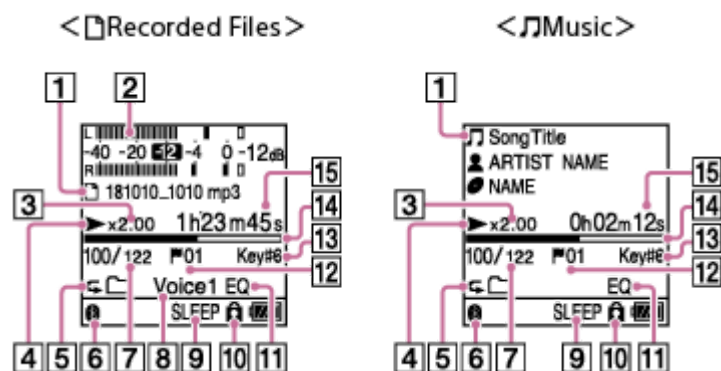 <Recorded Files>
1 2
L
-40 -20 -12 -4 0 -12dB
R
181010_1010 mp3
15
3
x2.00 1h23m45s
14
100/122 01 Key#6
13
12
Voice1 EQ
SLEEP
4 5 6 7 8 9 10 11
<Music>
1
SongTitle
ARTIST NAME
NAME
15
3
x2.00 0h02m12s
14
100/122 01 Key#6
13
12
EQ
SLEEP
4 5 6 7 9 10 11